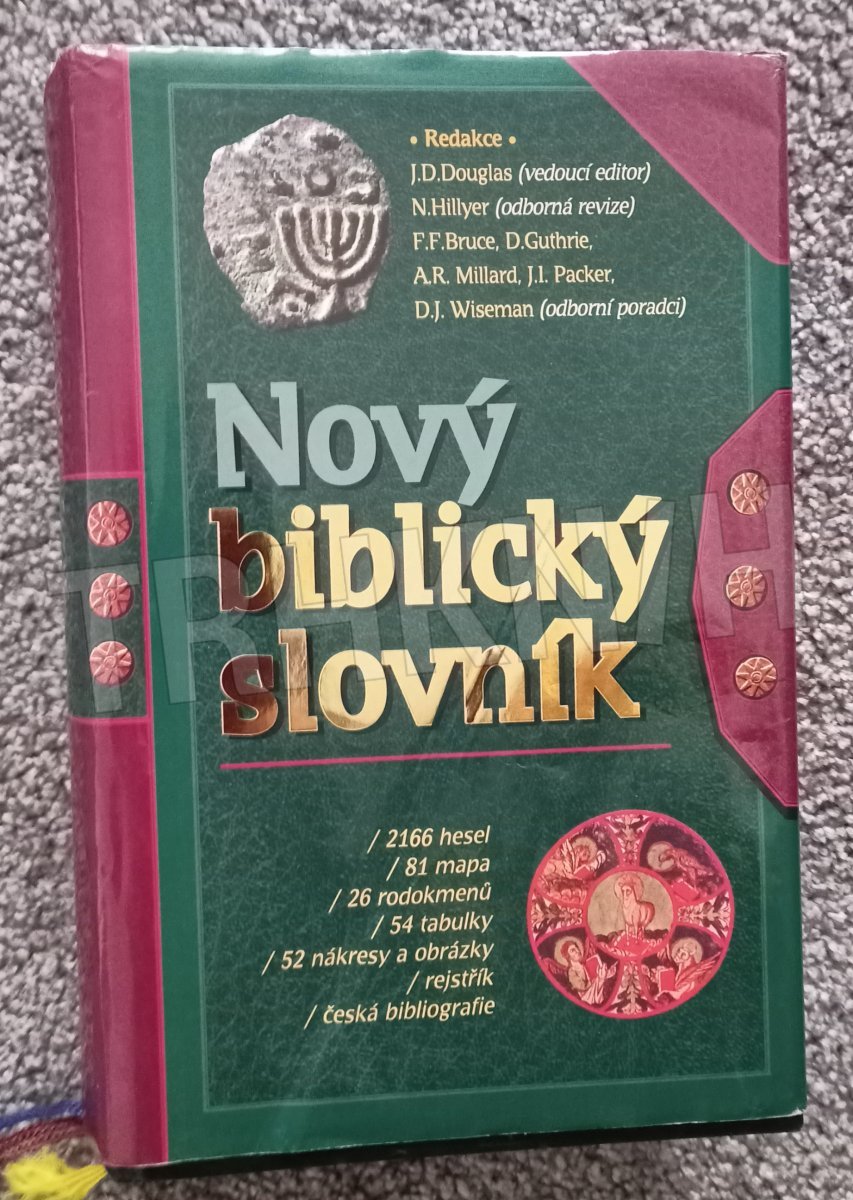 • Redakce •
J.D.Douglas (vedoucí editor)
N.Hillyer (odborná revize)
F.F.Bruce, D.Guthrie,
A.R. Millard, J.I. Packer,
D.J. Wiseman (odborní poradci)
Nový
biblický
slovník
/ 2166 hesel
/ 81 mapa
/ 26 rodokmenů
/ 54 tabulky
/ 52 nákresy a obrázky
/ rejstřík
/ česká bibliografie
TRHKNIH